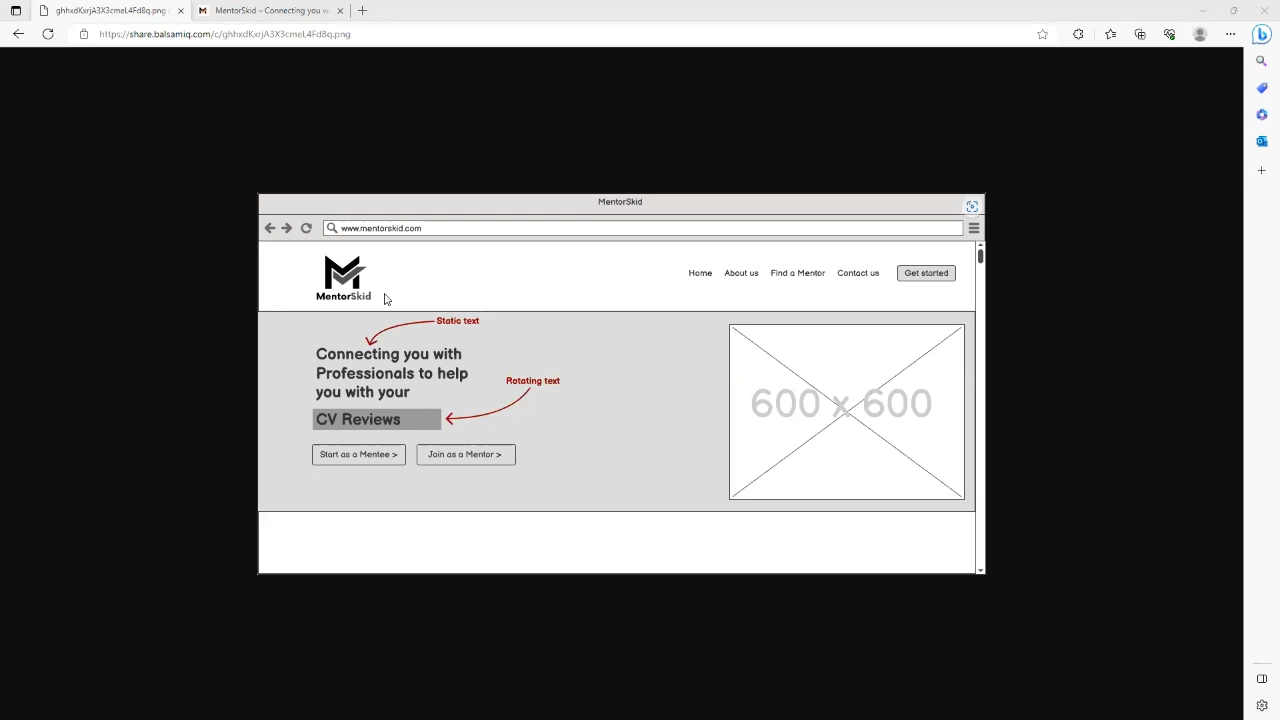 ghhxdKxrjA3X3cmeL4Fd8q.png (
MentorSkid – Connecting you w
https://share.balsamiq.com/c/ghhxdKxrjA3X3cmeL4Fd8q.png
MentorSkid
www.mentorskid.com
MentorSkid
Home
About us
Find a Mentor
Contact us
Get started
Static text
Connecting you with
Professionals to help
you with your
Rotating text
CV Reviews
Start as a Mentee >
Join as a Mentor >
600 x 600